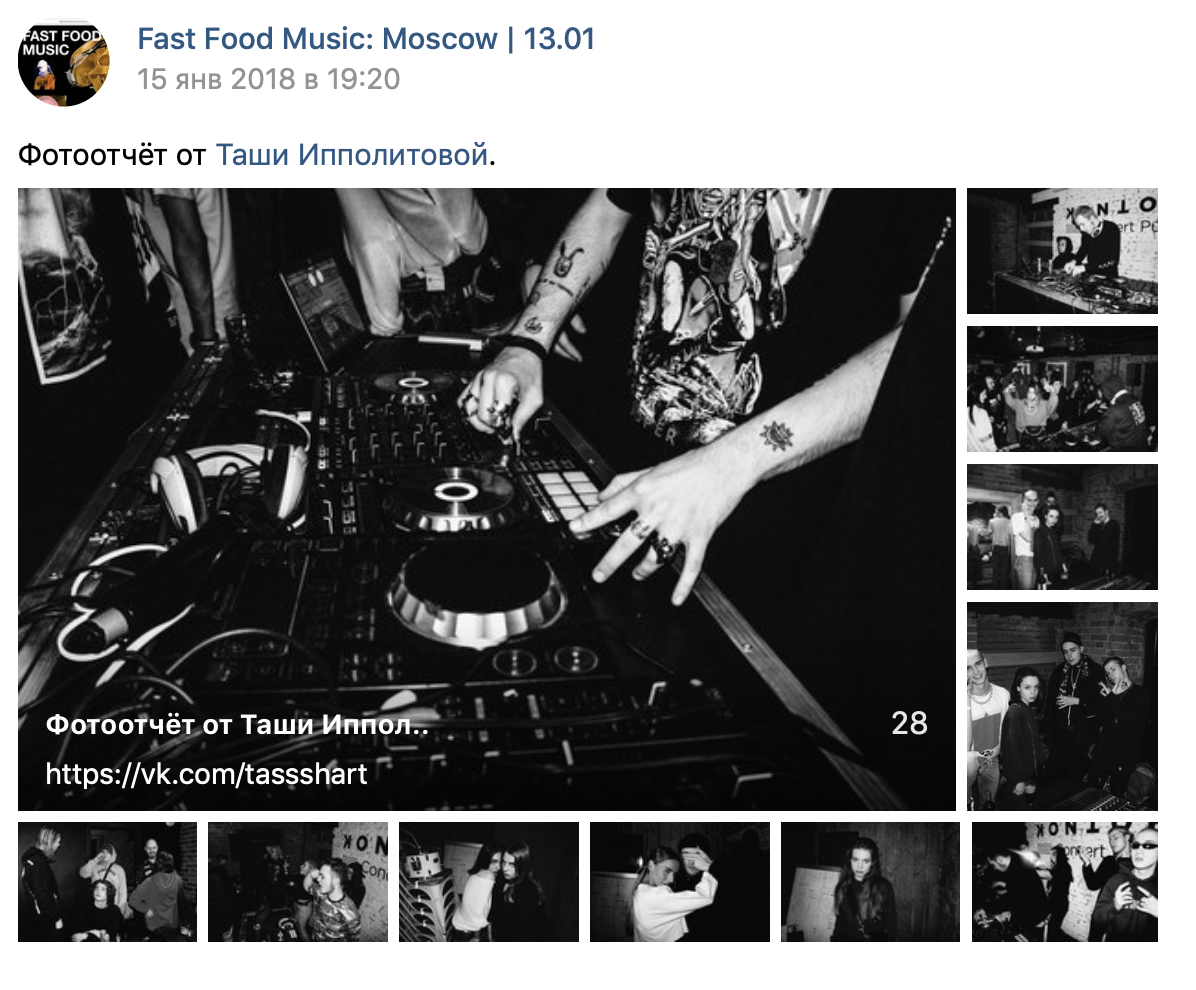 FAST FOOD
MUSIC
Fast Food Music: Moscow | 13.01
15 янв 2018 в 19:20
Фотоотчёт от Таши Ипполитовой.
Фотоотчёт от Таши Иппол..
28
https://vk.com/tassshart